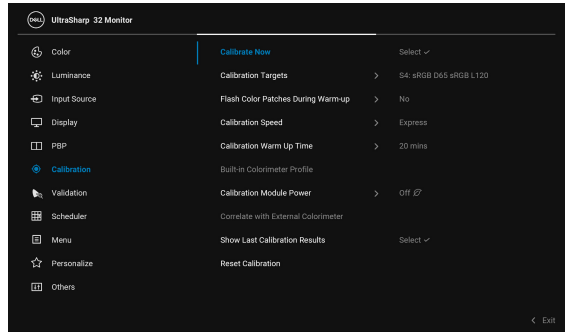 DELL UltraSharp 32 Monitor
Color Calibrate Now Select
Luminance Calibration Targets S4: sRGB D65 sRGB L120
Input Source Flash Color Patches During Warm-up No
Display Calibration Speed Express
PBP Calibration Warm Up Time 20 mins
Calibration Built-in Colorimeter Profile
Validation Calibration Module Power Off
Scheduler Correlate with External Colorimeter
Menu Show Last Calibration Results Select
Personalize Reset Calibration
Others
Exit